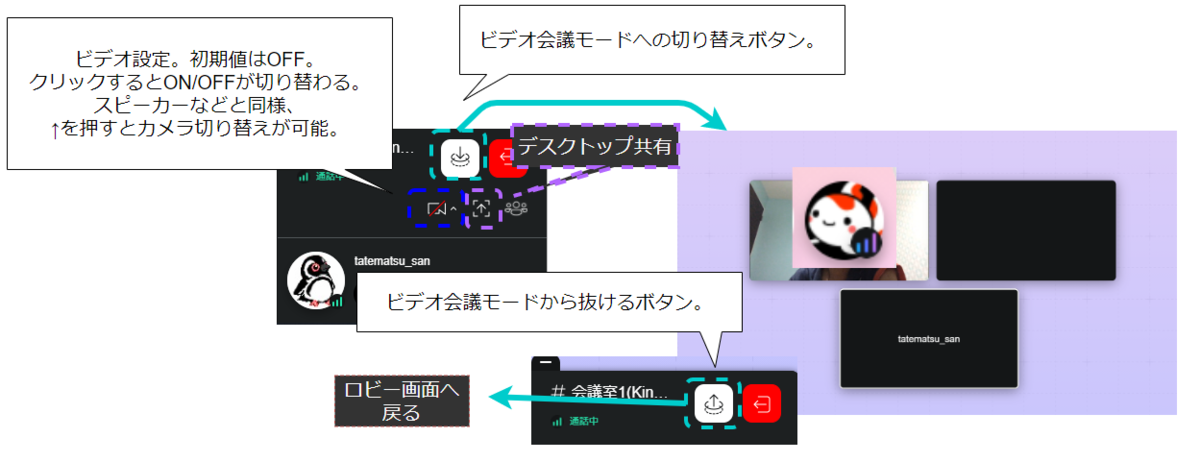 ビデオ会議モードへの切り替えボタン。
ビデオ設定。初期値はOFF。
クリックするとON/OFFが切り替わる。
スピーカーなどと同様、
↑を押すとカメラ切り替えが可能。
n...
デスクトップ共有
通話中
tatematsu_san
ビデオ会議モードから抜けるボタン。
tatematsu_san
ロビー画面へ
戻る
# 会議室1(Kin...
通話中